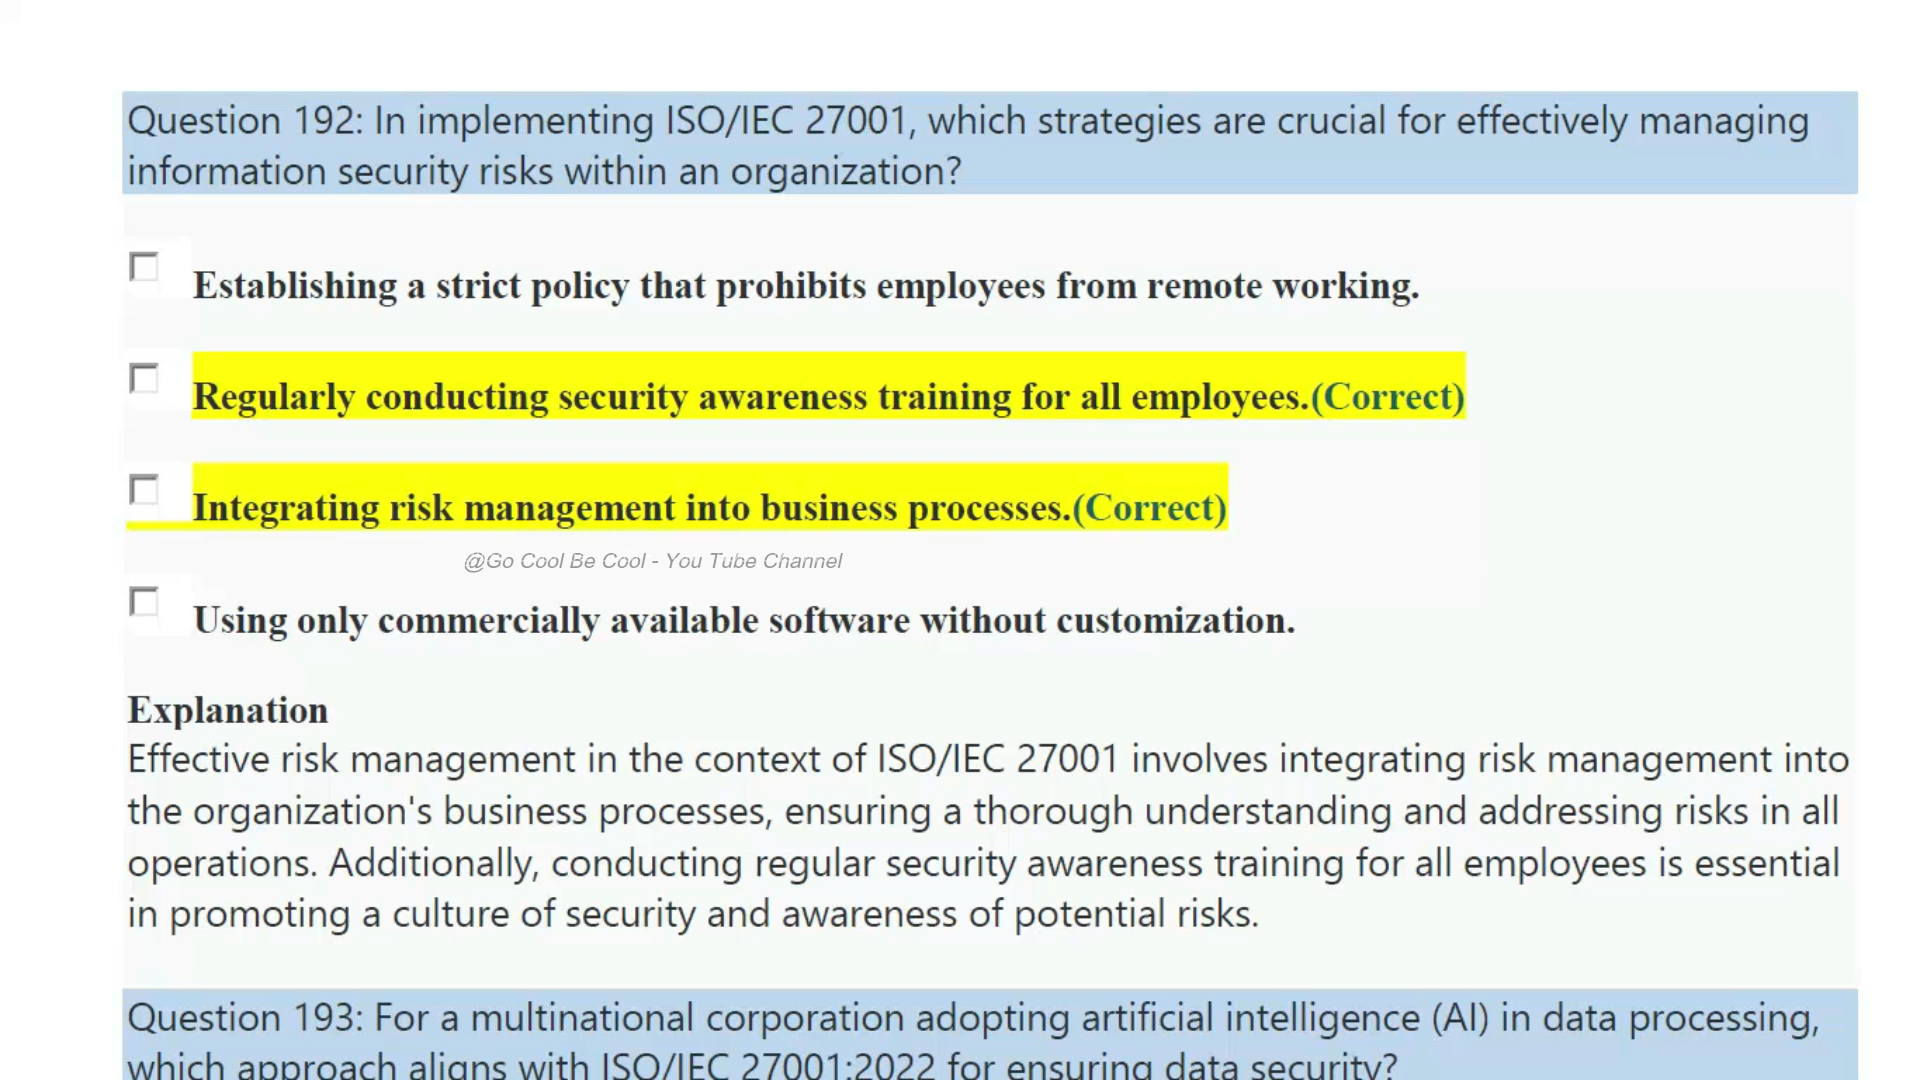 Question 192: In implementing ISO/IEC 27001, which strategies are crucial for effectively managing
information security risks within an organization?
Establishing a strict policy that prohibits employees from remote working.
Regularly conducting security awareness training for all employees.(Correct)
Integrating risk management into business processes.(Correct)
@Go Cool Be Cool - You Tube Channel
Using only commercially available software without customization.
Explanation
Effective risk management in the context of ISO/IEC 27001 involves integrating risk management into
the organization's business processes, ensuring a thorough understanding and addressing risks in all
operations. Additionally, conducting regular security awareness training for all employees is essential
in promoting a culture of security and awareness of potential risks.
Question 193: For a multinational corporation adopting artificial intelligence (AI) in data processing,
which approach aligns with ISO/IEC 27001:2022 for ensuring data security?